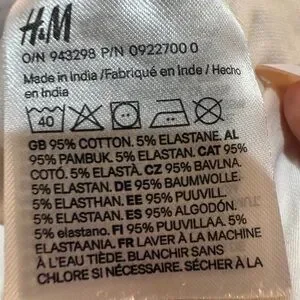 H&M
O/N 943298 P/N 0922700 0
Made in India / Fabriqué en Inde / Hecho
en India
40
GB 95% COTTON. 5% ELASTANE. AL
95% PAMBUK. 5% ELASTAN. CAT 95%
COTÓ. 5% ELASTÀ. CZ 95% BAVLNA.
5% ELASTAN. DE 95% BAUMWOLLE.
5% ELASTHAN. EE 95% PUUVILL.
5% ELASTAAN. ES 95% ALGODÓN.
5% elastano. FI 95% PUUVILLAA. 5%
ELASTAANIA. FR LAVER À LA MACHINE
À L'EAU TIÈDE. BLANCHIR SANS
CHLORE SI NÉCESSAIRE. SÉCHER À LA